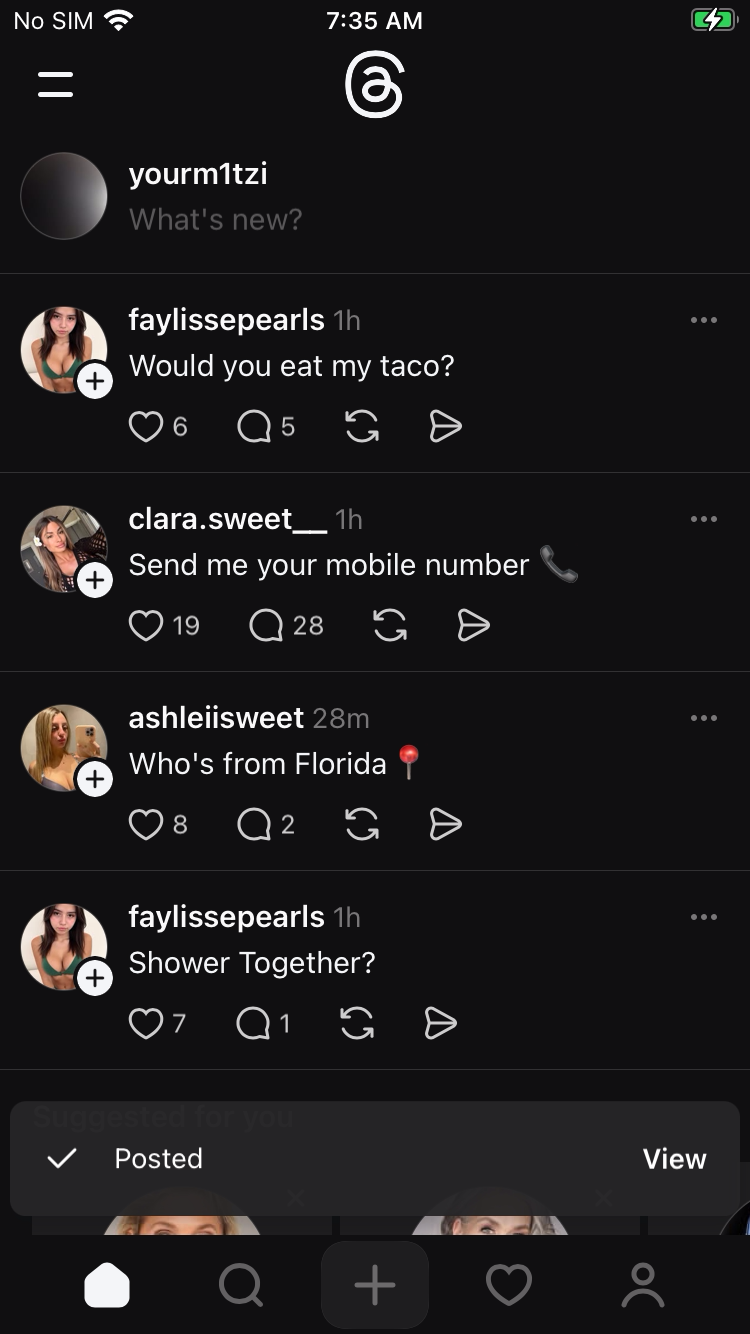 No SIM 7:35 AM
yourm1tzi
What's new?
faylissepearls 1h
Would you eat my taco?
6 5
clara.sweet__ 1h
Send me your mobile number 📞
19 28
ashleiisweet 28m
Who's from Florida 📍
8 2
faylissepearls 1h
Shower Together?
7 1
Suggested for you
Posted View